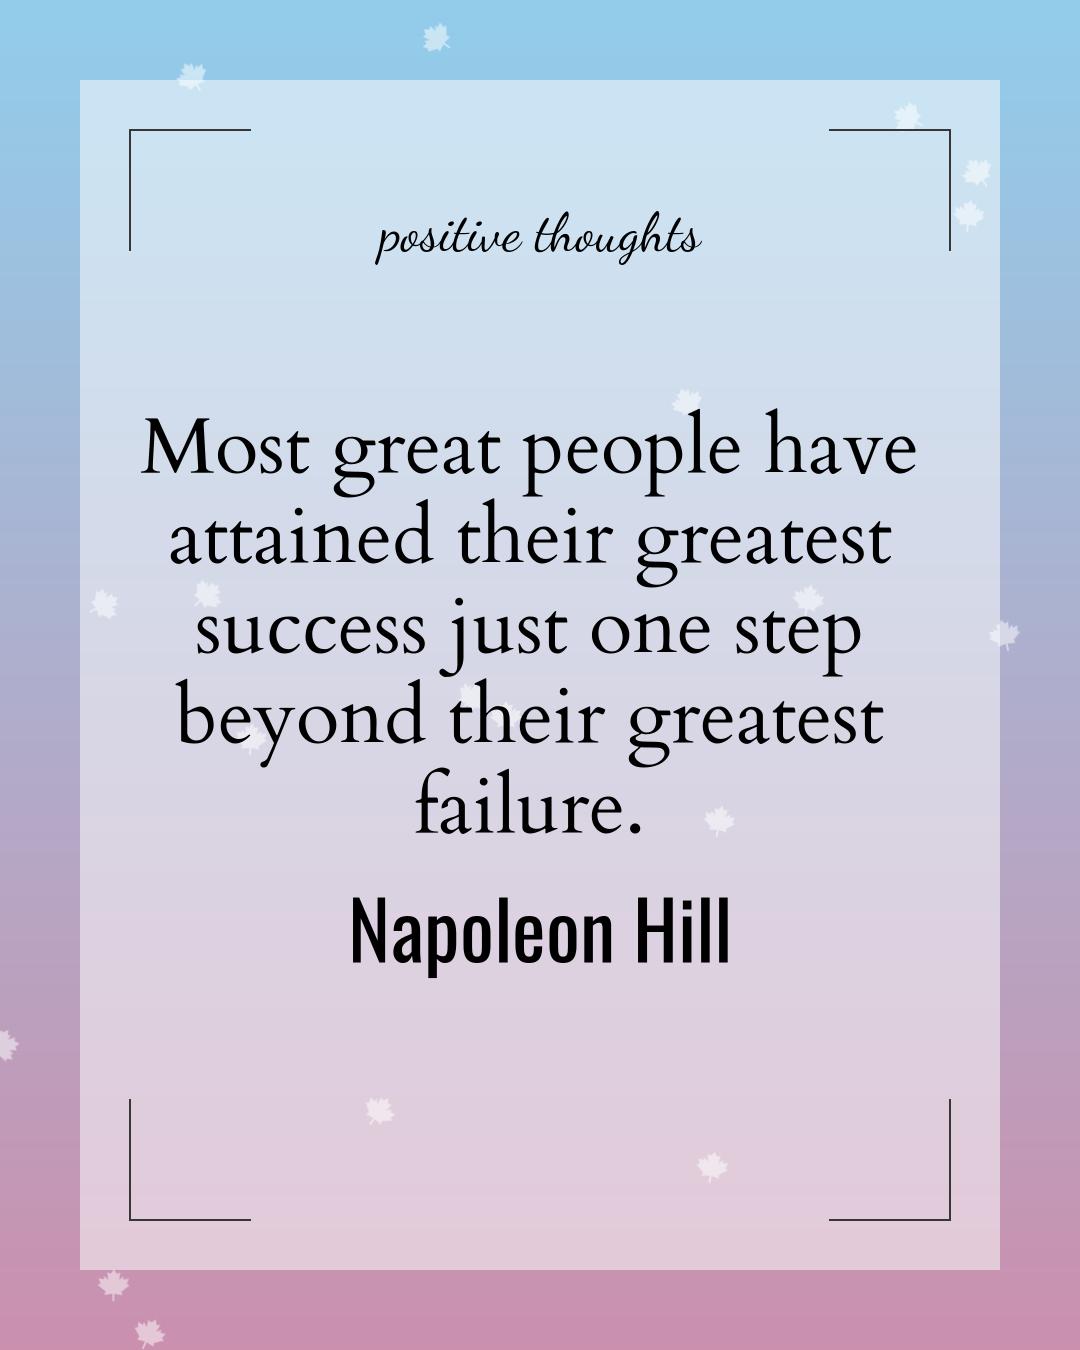 positive thoughts
Most great people have
attained their greatest
success just one step
beyond their greatest
failure.
Napoleon Hill